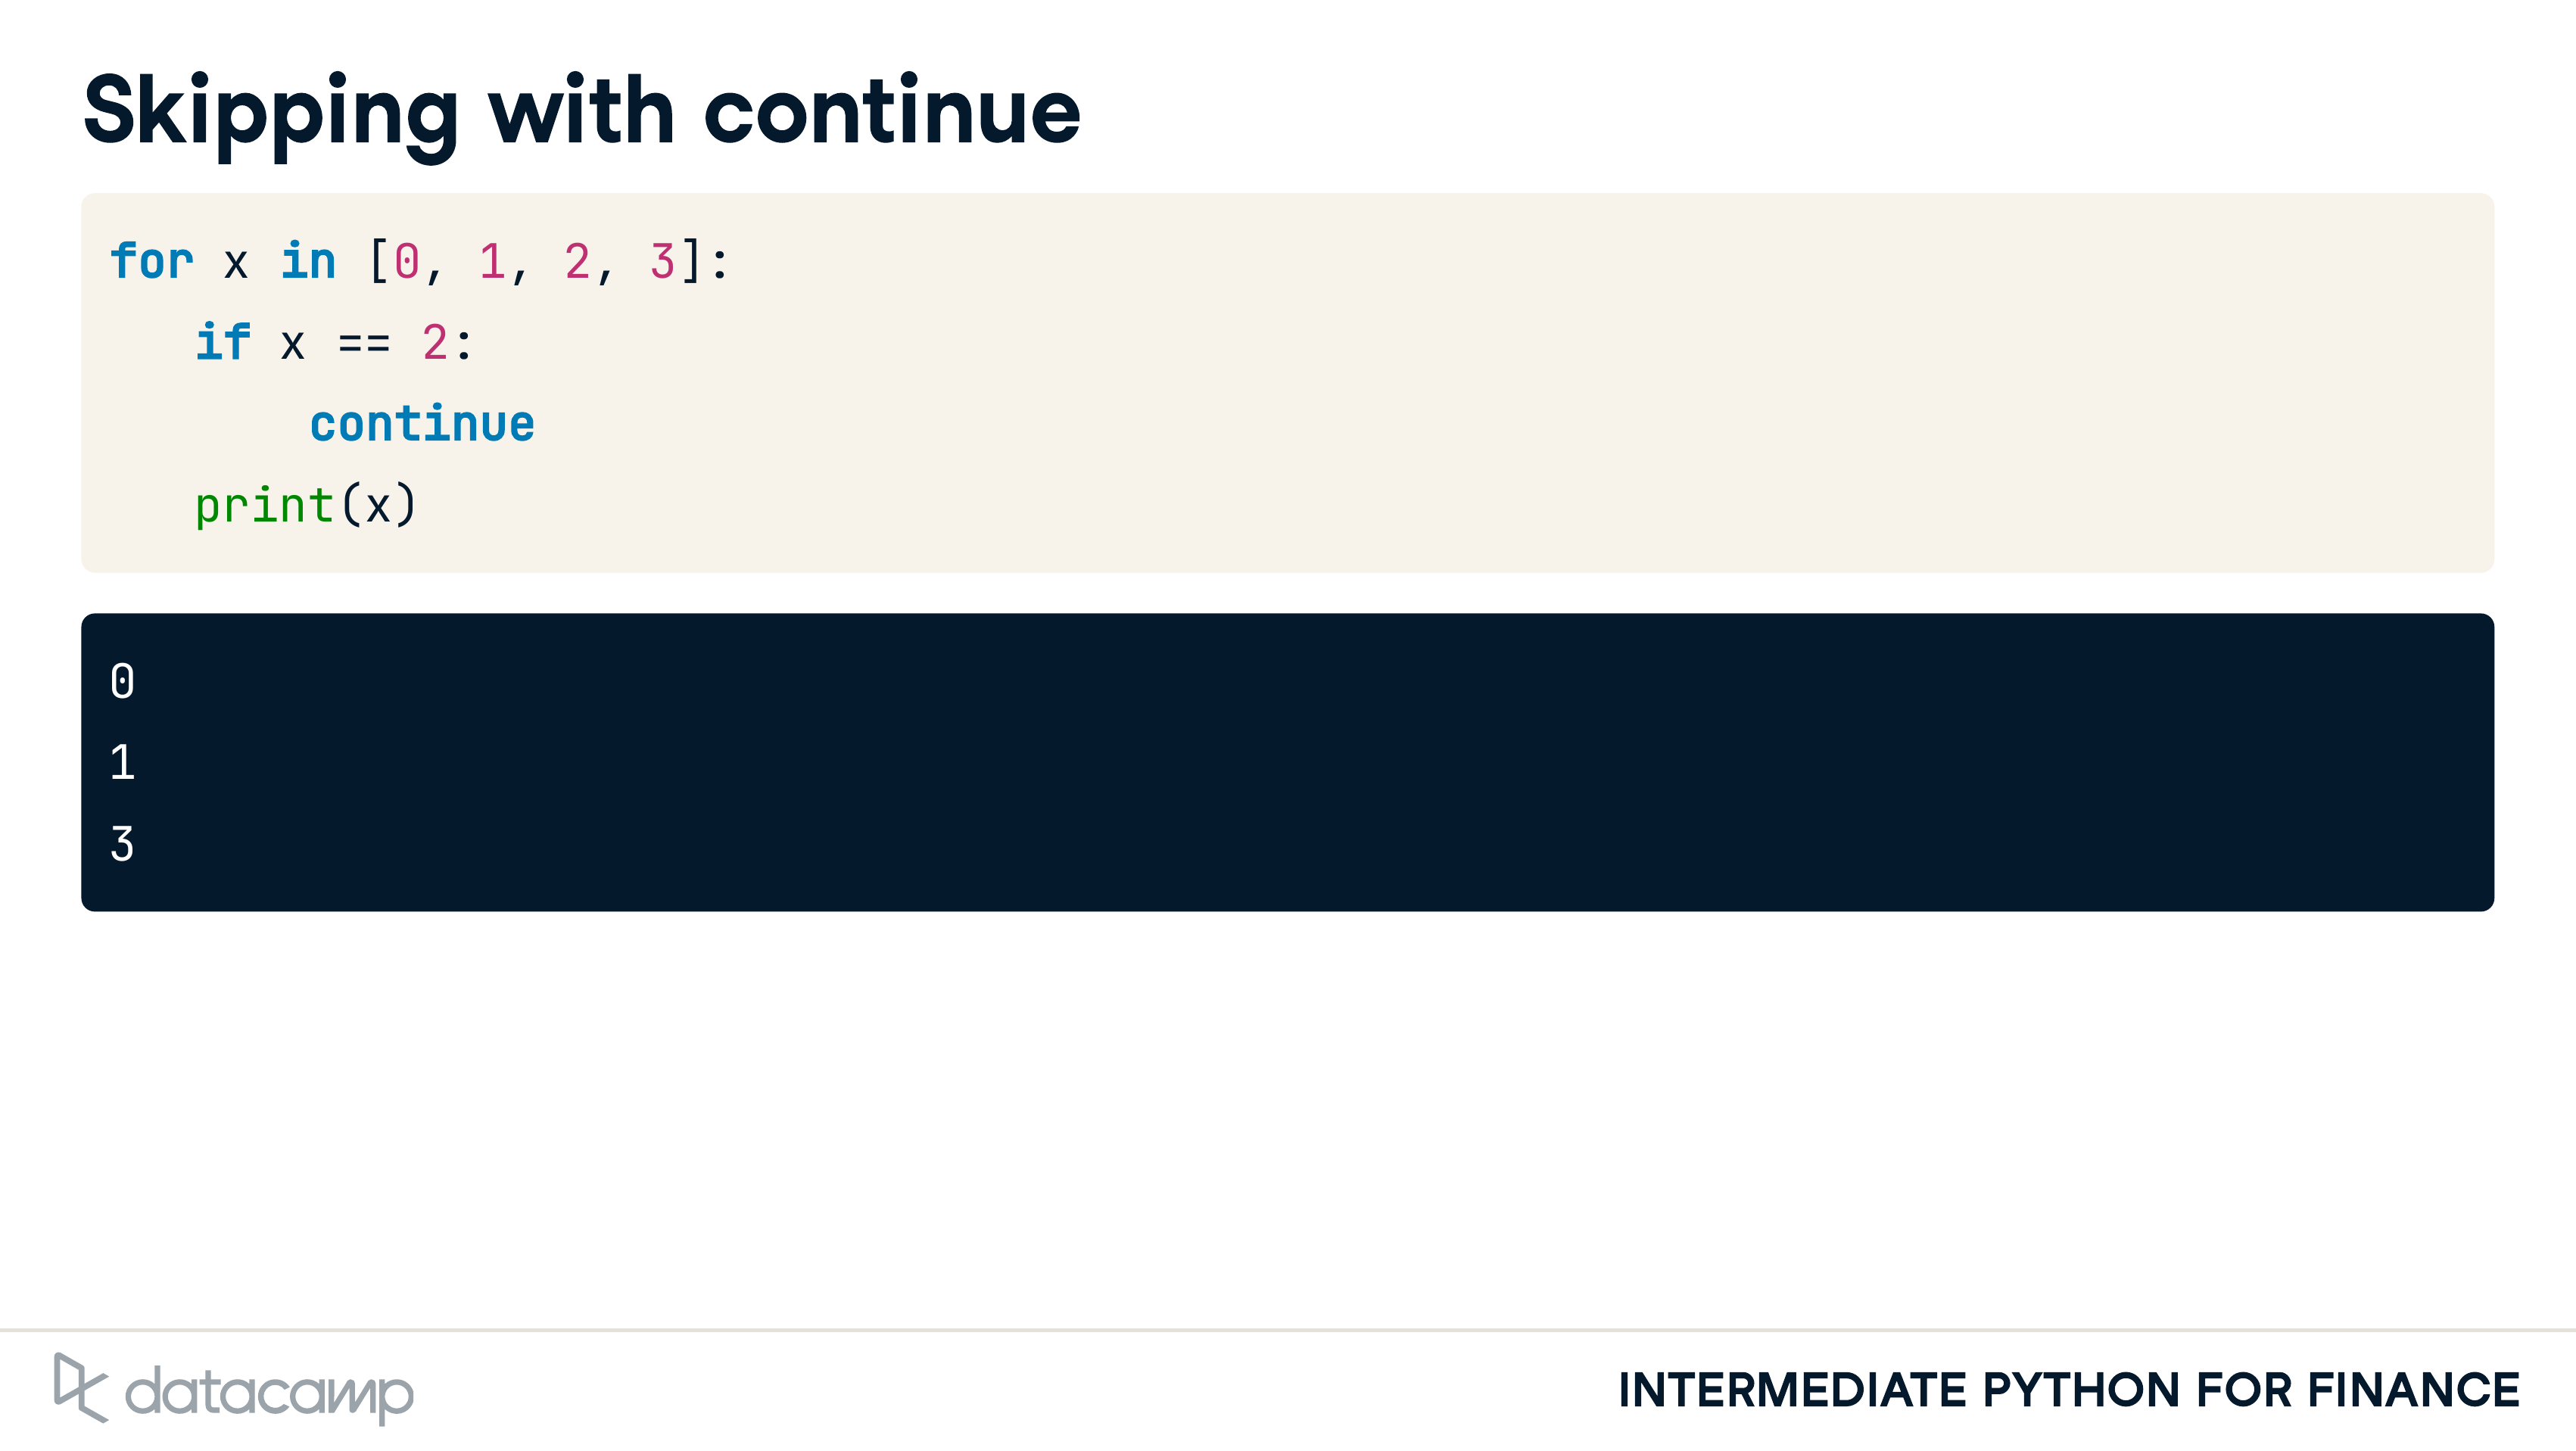 Skipping with continue
for x in [0, 1, 2, 3]:
   if x == 2:
       continue
   print(x)
0
1
3
datacamp
INTERMEDIATE PYTHON FOR FINANCE